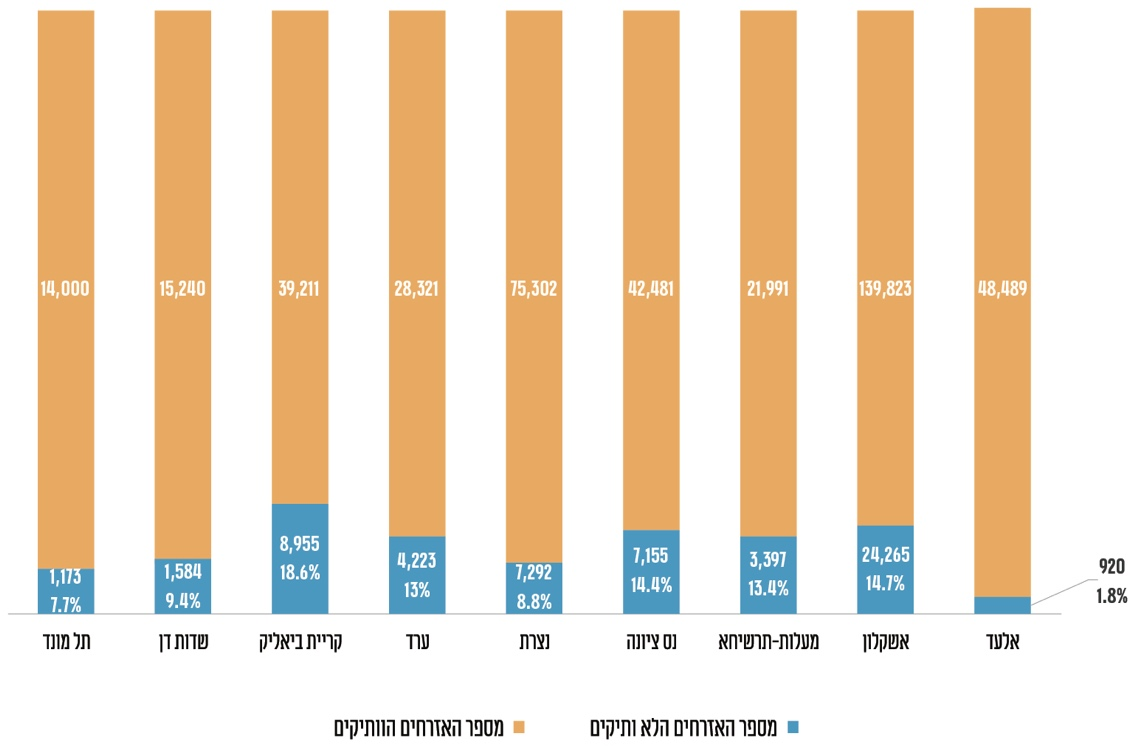 14,000 15,240 39,211 28,321 75,302 42,481 21,991 139,823 48,489
1,173 1,584 8,955 4,223 7,292 7,155 3,397 24,265 920
7.7% 9.4% 18.6% 13% 8.8% 14.4% 13.4% 14.7% 1.8%
אלעד אשקלון מעלות-תרשיחא נס ציונה נצרת ערד קריית ביאליק שדות דן תל מונד
מספר האזרחים הלא ותיקים מספר האזרחים הוותיקים